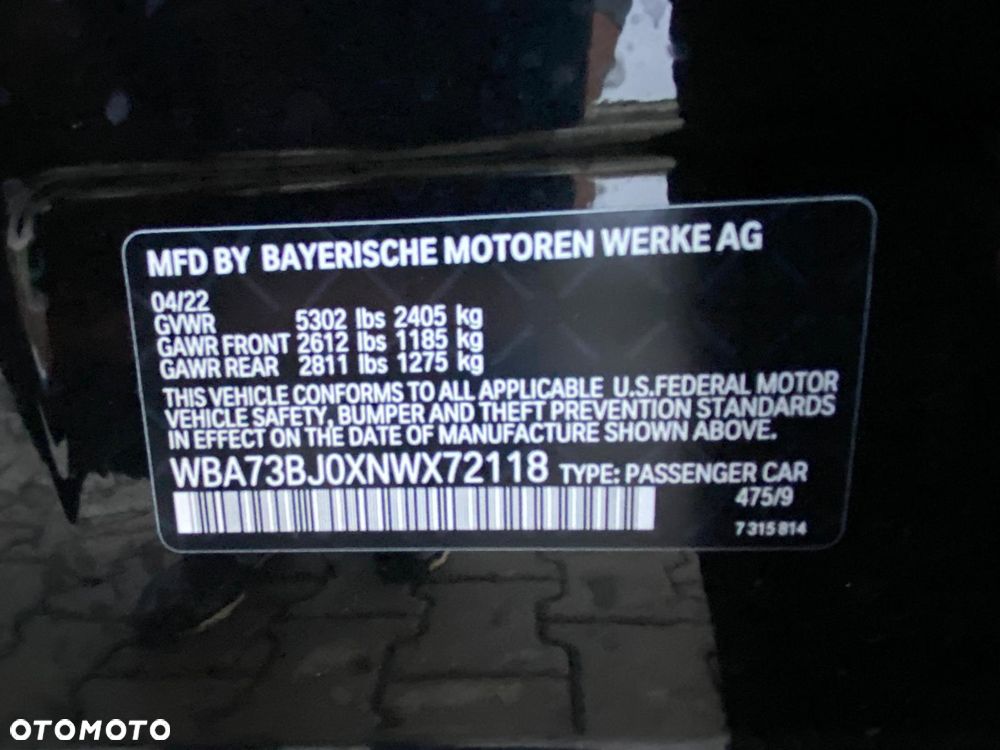 MFD BY BAYERISCHE MOTOREN WERKE AG
04/22
GVWR 5302 lbs 2405 kg
GAWR FRONT 2612 lbs 1185 kg
GAWR REAR 2811 lbs 1275 kg
THIS VEHICLE CONFORMS TO ALL APPLICABLE U.S.FEDERAL MOTOR
VEHICLE SAFETY, BUMPER AND THEFT PREVENTION STANDARDS
IN EFFECT ON THE DATE OF MANUFACTURE SHOWN ABOVE.
WBA73BJ0XNWX72118 TYPE: PASSENGER CAR
475/9
7 315 814
OTOMOTO